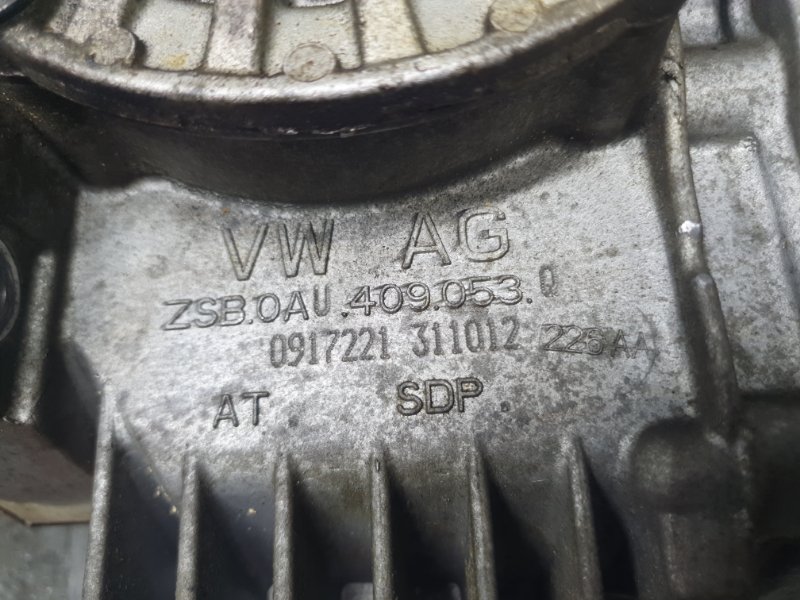 VW AG
ZSB.0AU.409.053.Q
0917221 311012 226AA
AT SDP